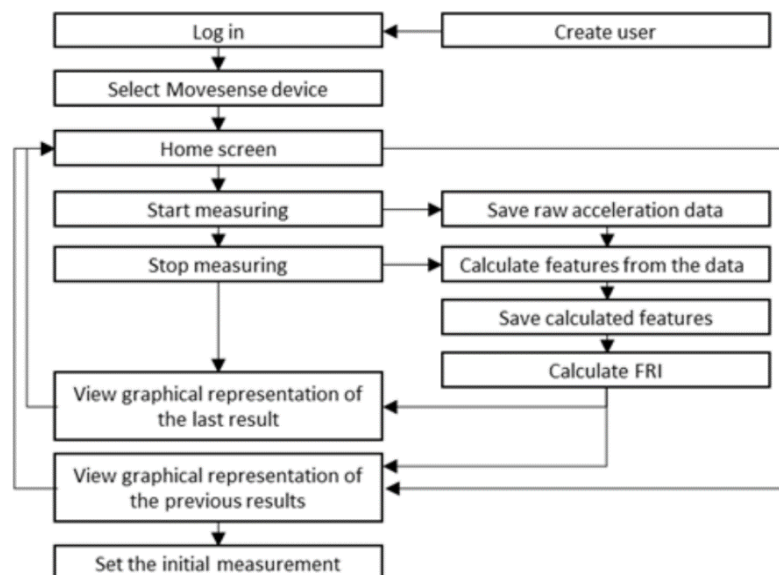 Log in
Create user
Select Movesense device
Home screen
Start measuring
Save raw acceleration data
Stop measuring
Calculate features from the data
Save calculated features
Calculate FRI
View graphical representation of
the last result
View graphical representation of
the previous results
Set the initial measurement